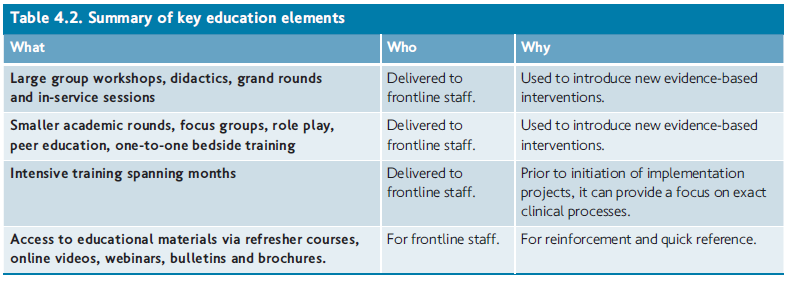 Table 4.2. Summary of key education elements
What Who Why
Large group workshops, didactics, grand rounds
and in-service sessions
Delivered to
frontline staff.
Used to introduce new evidence-based
interventions.
Smaller academic rounds, focus groups, role play,
peer education, one-to-one bedside training
Delivered to
frontline staff.
Used to introduce new evidence-based
interventions.
Intensive training spanning months
Delivered to
frontline staff.
Prior to initiation of implementation
projects, it can provide a focus on exact
clinical processes.
Access to educational materials via refresher courses,
online videos, webinars, bulletins and brochures.
For frontline staff.
For reinforcement and quick reference.